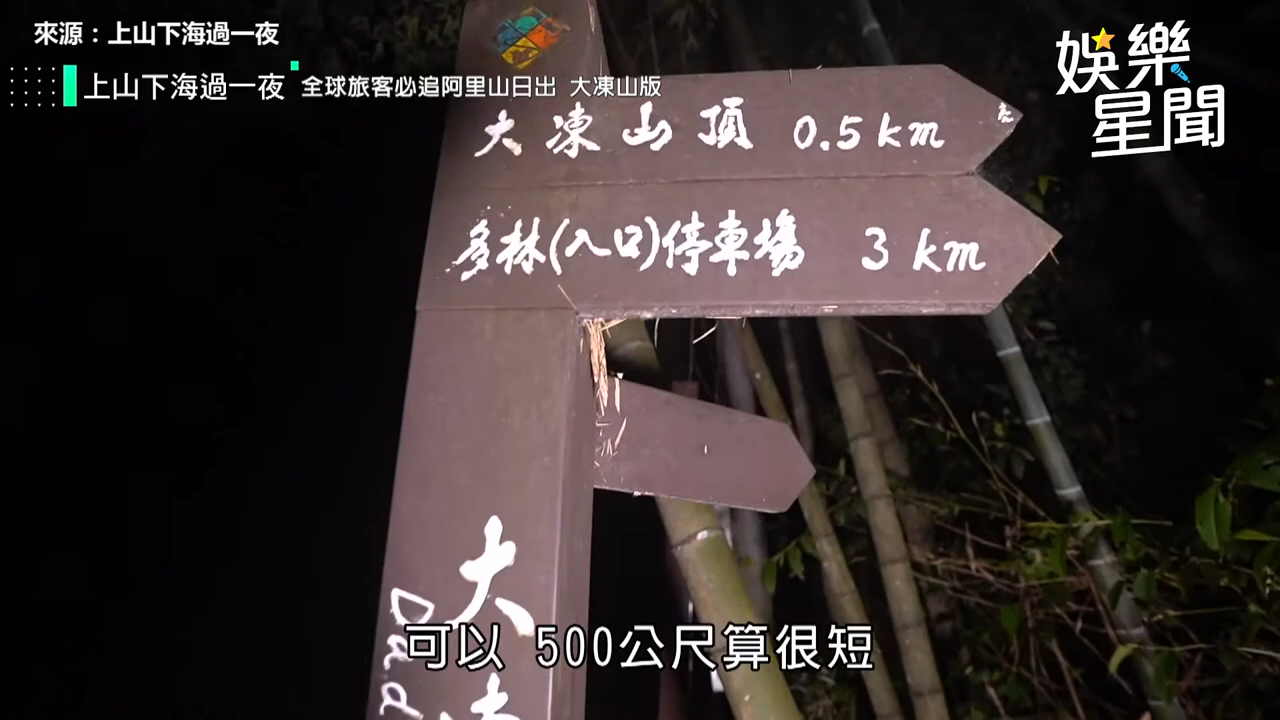 來源：上山下海過一夜
上山下海過一夜 全球旅客必追阿里山日出 大凍山版
娛樂
星聞
大凍山頂 0.5km
多林(入口)停車場 3 km
大
Da.d
可以 500公尺算很短